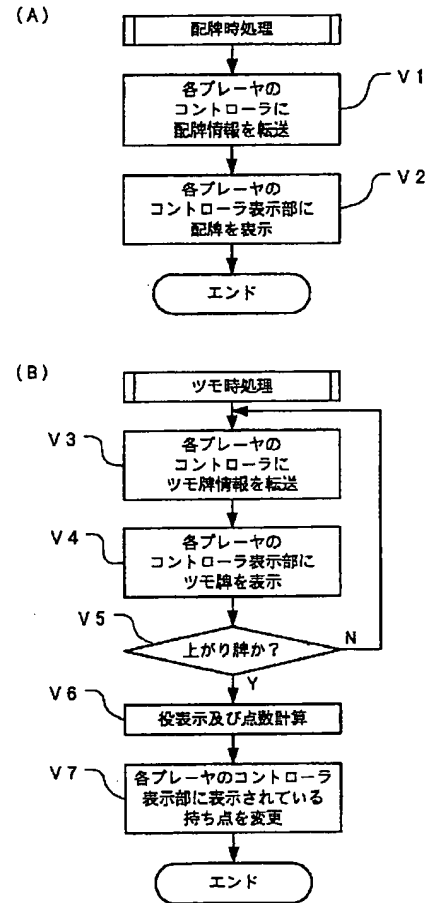 (A)
配牌時処理
各プレーヤの
コントローラに
配牌情報を転送
V1
各プレーヤの
コントローラ表示部に
配牌を表示
V2
エンド
(B)
ツモ時処理
V3
各プレーヤの
コントローラに
ツモ牌情報を転送
V4
各プレーヤの
コントローラ表示部に
ツモ牌を表示
V5
上がり牌か？
N
Y
V6
役表示及び点数計算
V7
各プレーヤのコントローラ
表示部に表示されている
持ち点を変更
エンド